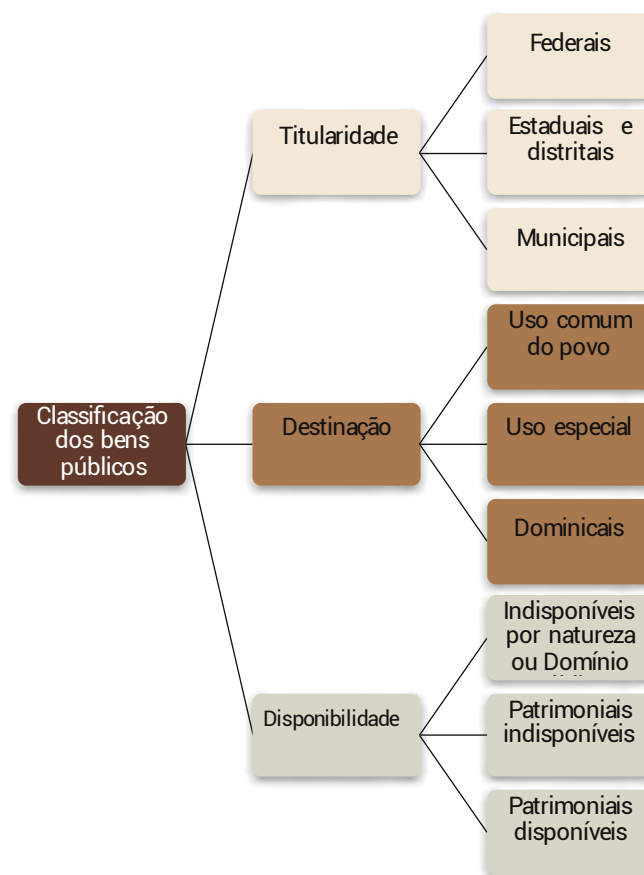 Classificação
dos bens
públicos
Titularidade
Federais
Estaduais e
distritais
Municipais
Destinação
Uso comum
do povo
Uso especial
Dominicais
Disponibilidade
Indisponíveis
por natureza
ou Domínio
Patrimoniais
indisponíveis
Patrimoniais
disponíveis